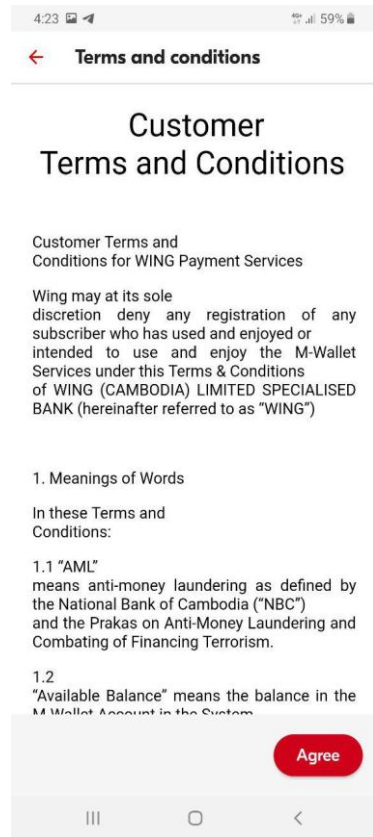 4:23 59%
Terms and conditions
Customer
Terms and Conditions
Customer Terms and
Conditions for WING Payment Services
Wing may at its sole
discretion deny any registration of any
subscriber who has used and enjoyed or
intended to use and enjoy the M-Wallet
Services under this Terms & Conditions
of WING (CAMBODIA) LIMITED SPECIALISED
BANK (hereinafter referred to as “WING”)
1. Meanings of Words
In these Terms and
Conditions:
1.1 “AML”
means anti-money laundering as defined by
the National Bank of Cambodia (“NBC”)
and the Prakas on Anti-Money Laundering and
Combating of Financing Terrorism.
1.2
“Available Balance” means the balance in the
M Wallet Account in the System
Agree